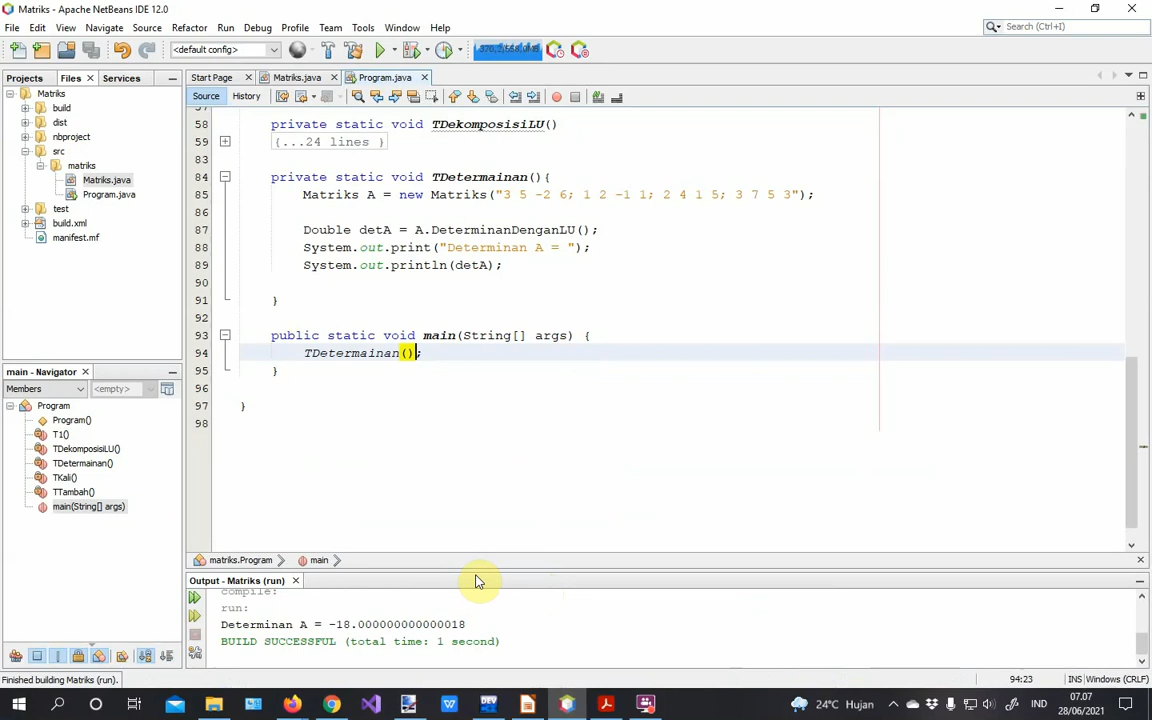 Matriks - Apache NetBeans IDE 12.0
File Edit View Navigate Source Refactor Run Debug Profile Team Tools Window Help
Search (Ctrl+I)
<default config>
370,2/558,0MB
Projects Files Services
Start Page Matriks.java Program.java
Source History
Matriks
build
dist
nbproject
src
matriks
Matriks.java
Program.java
test
build.xml
manifest.mf
57
58 private static void TDekomposisiLU()
59 {...24 lines }
83
84 private static void TDetermainan(){
85 Matriks A = new Matriks("3 5 -2 6; 1 2 -1 1; 2 4 1 5; 3 7 5 3");
86
87 Double detA = A.DeterminanDenganLU();
88 System.out.print("Determinan A = ");
89 System.out.println(detA);
90
91 }
92
93 public static void main(String[] args) {
94 TDetermainan();
95 }
96
97 }
98
main - Navigator
Members <empty>
Program
Program()
T1()
TDekomposisiLU()
TDetermainan()
TKali()
TTambah()
main(String[] args)
matriks.Program main
Output - Matriks (run)
compile:
run:
Determinan A = -18.000000000000018
BUILD SUCCESSFUL (total time: 1 second)
Finished building Matriks (run).
94:23 INS Windows (CRLF)
24°C Hujan
IND
07.07
28/06/2021